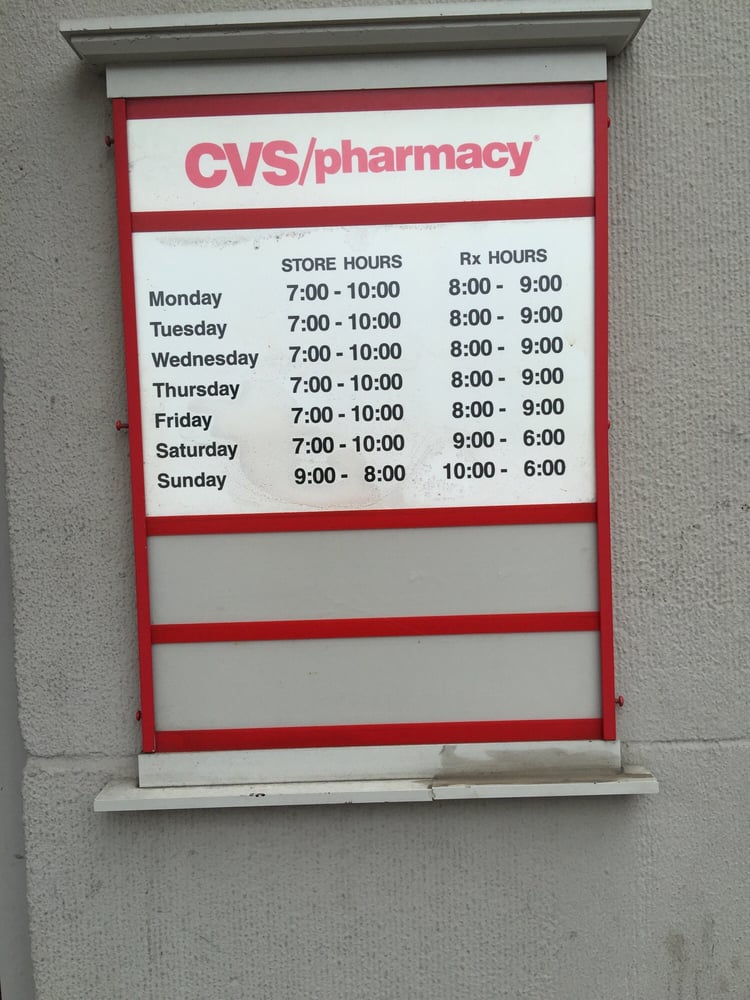 CVS/pharmacy®
STORE HOURS Rx HOURS
Monday 7:00 - 10:00 8:00 - 9:00
Tuesday 7:00 - 10:00 8:00 - 9:00
Wednesday 7:00 - 10:00 8:00 - 9:00
Thursday 7:00 - 10:00 8:00 - 9:00
Friday 7:00 - 10:00 8:00 - 9:00
Saturday 7:00 - 10:00 9:00 - 6:00
Sunday 9:00 - 8:00 10:00 - 6:00